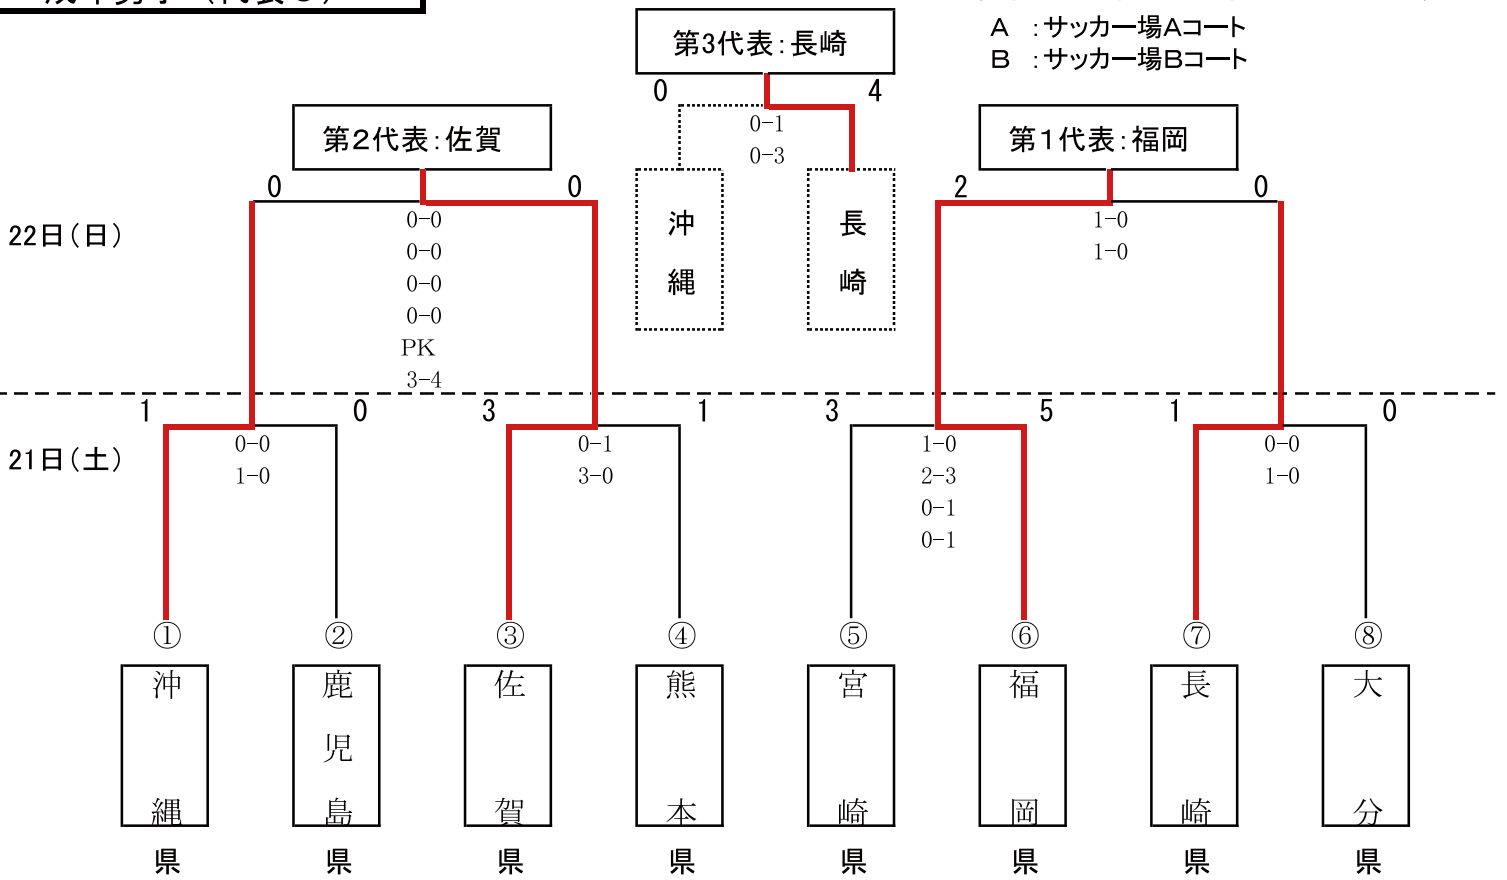 A :サッカー場Aコート
B :サッカー場Bコート
第3代表:長崎
0 4
0-1
0-3
沖縄
長崎
第2代表:佐賀
0 0
0-0
0-0
0-0
0-0
PK
3-4
第1代表:福岡
2 0
1-0
1-0
22日(日)
21日(土)
1 0
0-0
1-0
3 1
0-1
3-0
3 5
1-0
2-3
0-1
0-1
1 0
0-0
1-0
① ② ③ ④ ⑤ ⑥ ⑦ ⑧
沖縄県
鹿児島県
佐賀県
熊本県
宮崎県
福岡県
長崎県
大分県